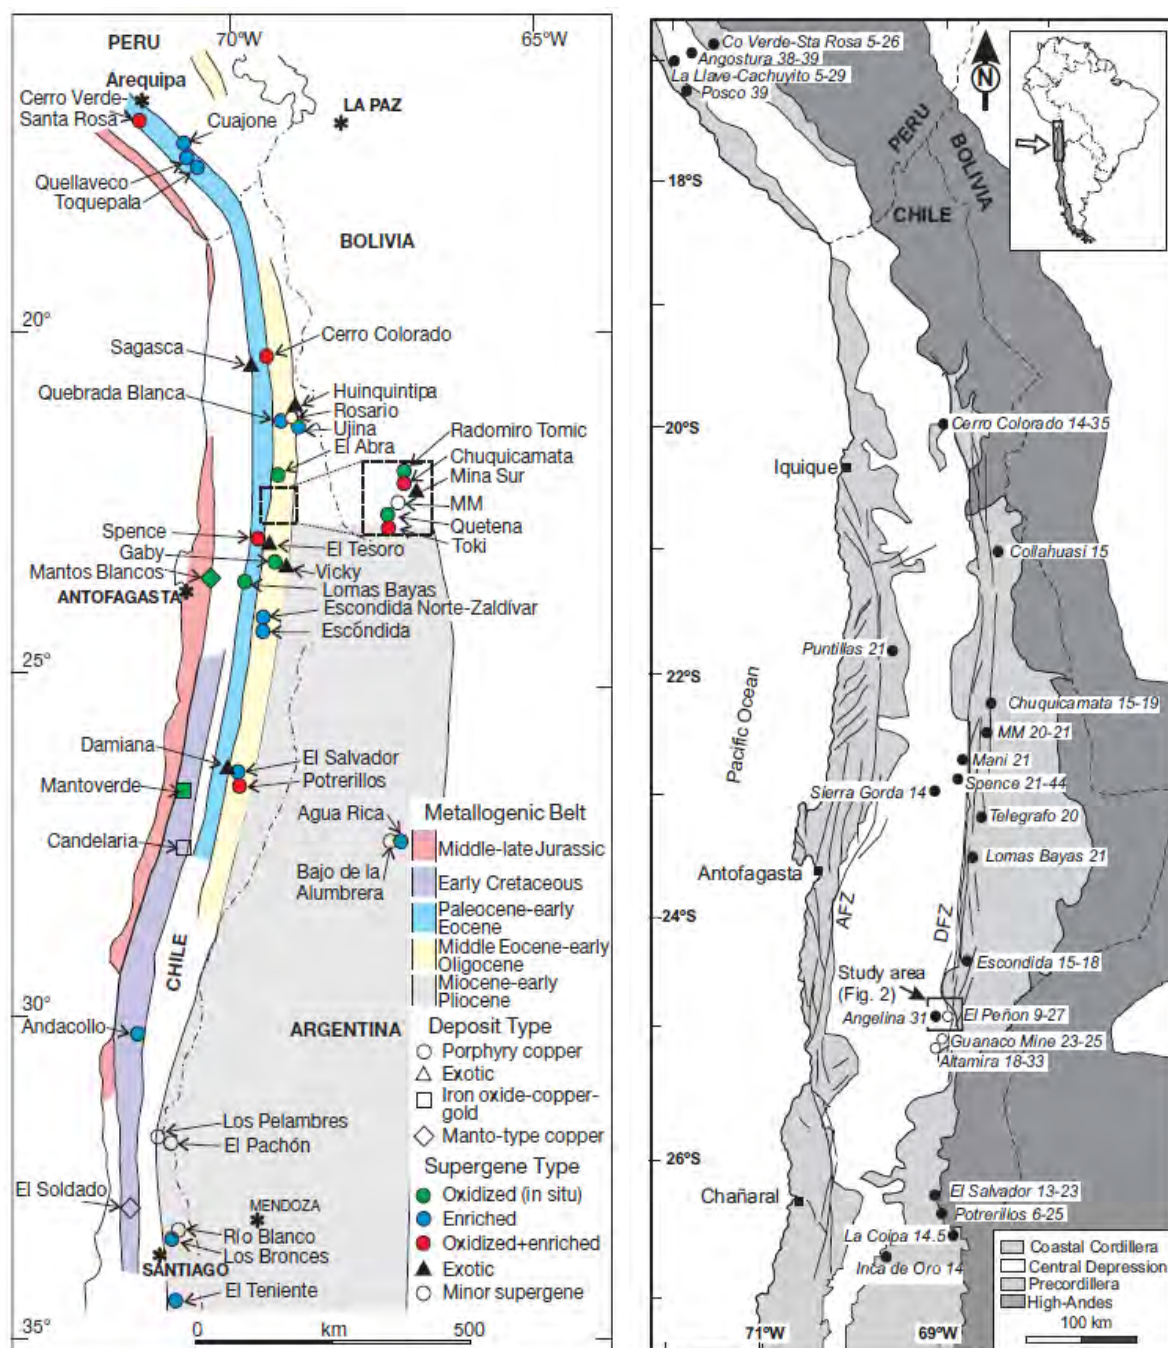 70°W
65°W
PERU
Arequipa
Cerro Verde-
Santa Rosa
LA PAZ
Cuajone
Quellaveco
Toquepala
BOLIVIA
20°
Cerro Colorado
Sagasca
Huinquintipa
Quebrada Blanca
Rosario
Ujina
Radomiro Tomic
El Abra
Chuquicamata
Mina Sur
MM
Spence
Quetena
El Tesoro
Toki
Gaby
Mantos Blancos
Vicky
ANTOFAGASTA
Lomas Bayas
Escondida Norte-Zaldívar
Escóndida
25°
Damiana
El Salvador
Mantoverde
Potrerillos
Agua Rica
Metallogenic Belt
Candelaria
Middle-late Jurassic
Bajo de la
Alumbrera
Early Cretaceous
Paleocene-early
Eocene
CHILE
Middle Eocene-early
Oligocene
Miocene-early
Pliocene
30°
Andacollo
ARGENTINA
Deposit Type
Porphyry copper
Exotic
Iron oxide-copper-
gold
Los Pelambres
El Pachón
Manto-type copper
Supergene Type
El Soldado
Oxidized (in situ)
MENDOZA
Enriched
Río Blanco
Oxidized+enriched
Los Bronces
SANTIAGO
Exotic
El Teniente
Minor supergene
35°
0
km
500
Co Verde-Sta Rosa 5-26
Angostura 38-39
La Llave-Cachuyito 5-29
Posco 39
N
PERU
BOLIVIA
18°S
CHILE
20°S
Cerro Colorado 14-35
Iquique
Collahuasi 15
Puntillas 21
22°S
Pacific Ocean
Chuquicamata 15-19
MM 20-21
Mani 21
Spence 21-44
Sierra Gorda 14
Telegrafo 20
Lomas Bayas 21
Antofagasta
24°S
AFZ
DFZ
Escondida 15-18
Study area
(Fig. 2)
Angelina 31
El Peñon 9-27
Guanaco Mine 23-25
Altamira 18-33
26°S
Chañaral
El Salvador 13-23
Potrerillos 6-25
La Coipa 14.5
Inca de Oro 14
Coastal Cordillera
Central Depression
Precordillera
High-Andes
71°W
69°W
100 km